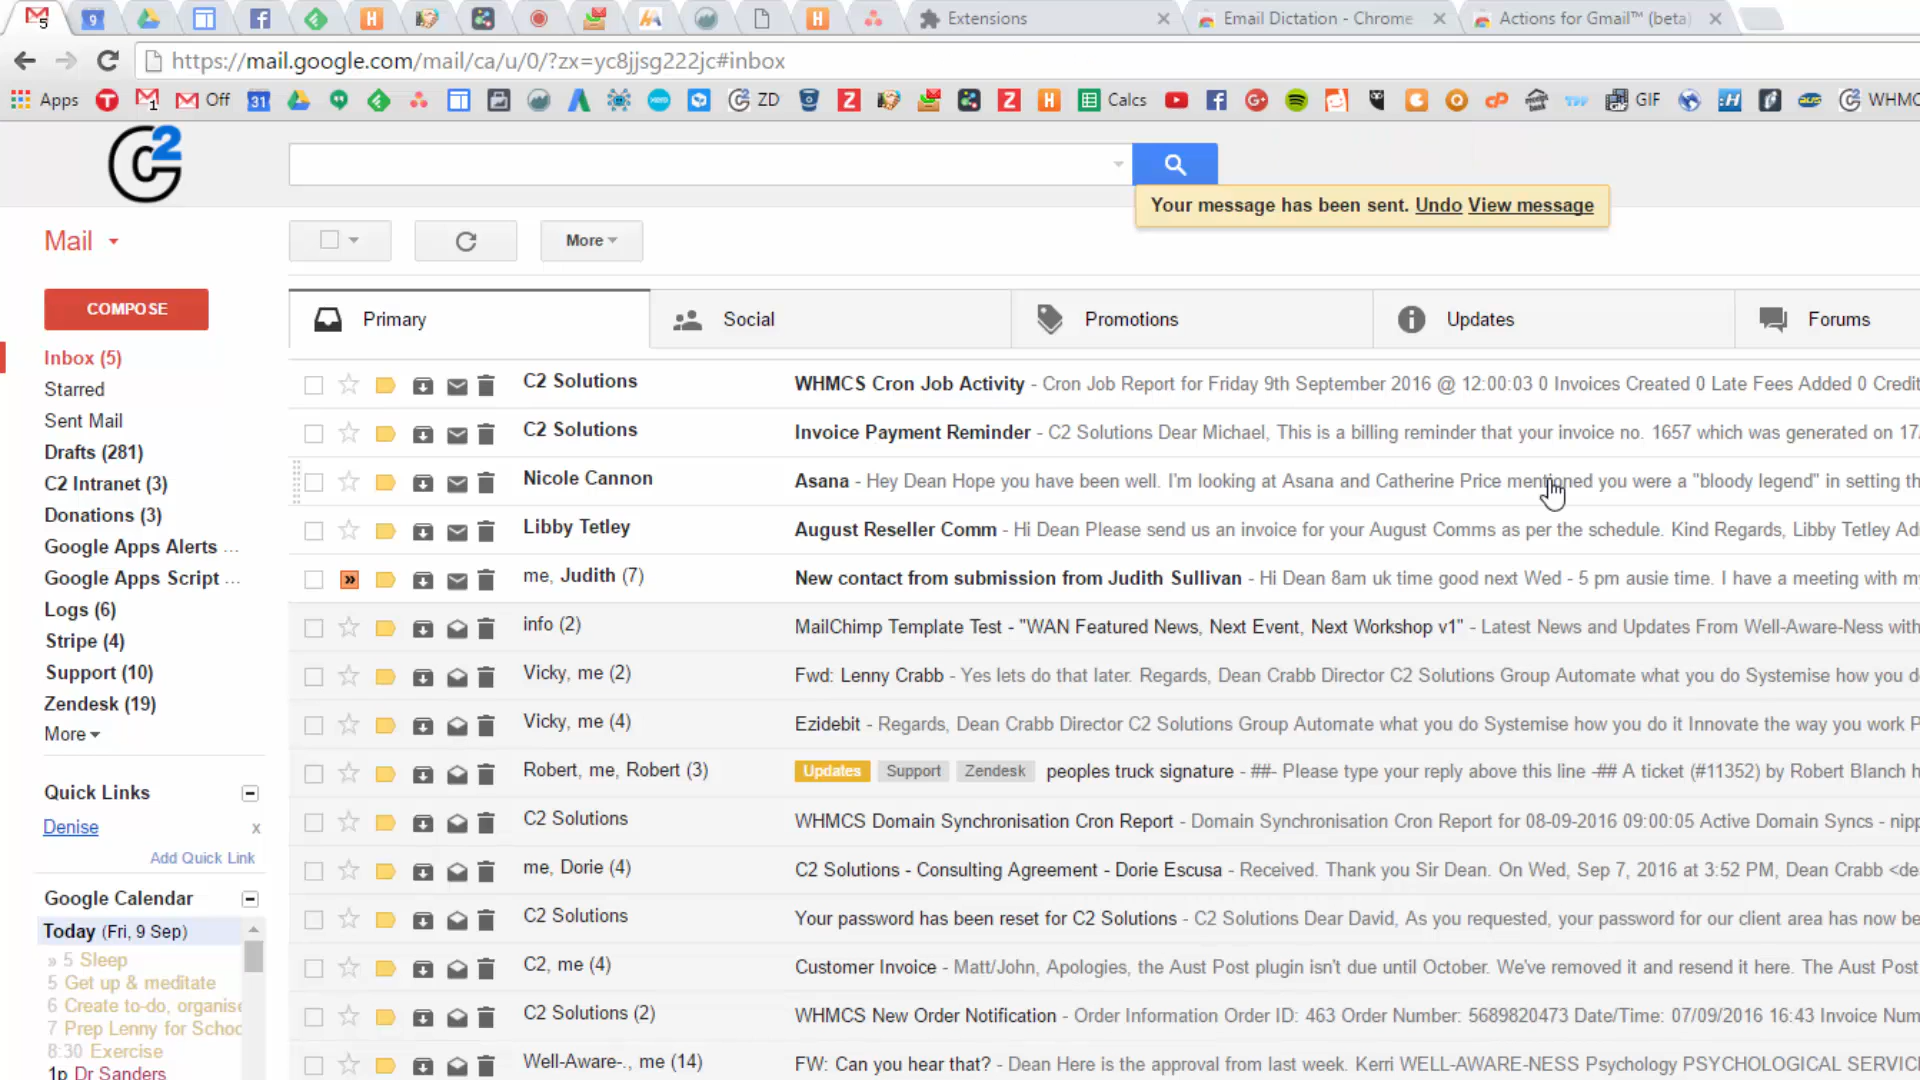 5 9 Extensions Email Dictation - Chrome Actions for Gmail™ (beta)
https://mail.google.com/mail/ca/u/0/?zx=yc8jjsg222jc#inbox
Apps 1 Off 31 ZD Calcs GIF WHMC
C2
Your message has been sent. Undo View message
Mail More
COMPOSE
Primary Social Promotions Updates Forums
Inbox (5)
Starred
Sent Mail
Drafts (281)
C2 Intranet (3)
Donations (3)
Google Apps Alerts ...
Google Apps Script ...
Logs (6)
Stripe (4)
Support (10)
Zendesk (19)
More
Quick Links
Denise x
Add Quick Link
Google Calendar
Today (Fri, 9 Sep)
» 5 Sleep
5 Get up & meditate
6 Create to-do, organise
7 Prep Lenny for Schoo
8:30 Exercise
1p Dr Sanders
C2 Solutions WHMCS Cron Job Activity - Cron Job Report for Friday 9th September 2016 @ 12:00:03 0 Invoices Created 0 Late Fees Added 0 Credit
C2 Solutions Invoice Payment Reminder - C2 Solutions Dear Michael, This is a billing reminder that your invoice no. 1657 which was generated on 17/
Nicole Cannon Asana - Hey Dean Hope you have been well. I'm looking at Asana and Catherine Price mentioned you were a "bloody legend" in setting th
Libby Tetley August Reseller Comm - Hi Dean Please send us an invoice for your August Comms as per the schedule. Kind Regards, Libby Tetley Ad
me, Judith (7) New contact from submission from Judith Sullivan - Hi Dean 8am uk time good next Wed - 5 pm ausie time. I have a meeting with my
info (2) MailChimp Template Test - "WAN Featured News, Next Event, Next Workshop v1" - Latest News and Updates From Well-Aware-Ness with
Vicky, me (2) Fwd: Lenny Crabb - Yes lets do that later. Regards, Dean Crabb Director C2 Solutions Group Automate what you do Systemise how you do
Vicky, me (4) Ezidebit - Regards, Dean Crabb Director C2 Solutions Group Automate what you do Systemise how you do it Innovate the way you work P
Robert, me, Robert (3) Updates Support Zendesk peoples truck signature - ##- Please type your reply above this line -## A ticket (#11352) by Robert Blanch h
C2 Solutions WHMCS Domain Synchronisation Cron Report - Domain Synchronisation Cron Report for 08-09-2016 09:00:05 Active Domain Syncs - nipp
me, Dorie (4) C2 Solutions - Consulting Agreement - Dorie Escusa - Received. Thank you Sir Dean. On Wed, Sep 7, 2016 at 3:52 PM, Dean Crabb <de
C2 Solutions Your password has been reset for C2 Solutions - C2 Solutions Dear David, As you requested, your password for our client area has now be
C2, me (4) Customer Invoice - Matt/John, Apologies, the Aust Post plugin isn't due until October. We've removed it and resend it here. The Aust Post
C2 Solutions (2) WHMCS New Order Notification - Order Information Order ID: 463 Order Number: 5689820473 Date/Time: 07/09/2016 16:43 Invoice Num
Well-Aware-., me (14) FW: Can you hear that? - Dean Here is the approval from last week. Kerri WELL-AWARE-NESS Psychology PSYCHOLOGICAL SERVIC